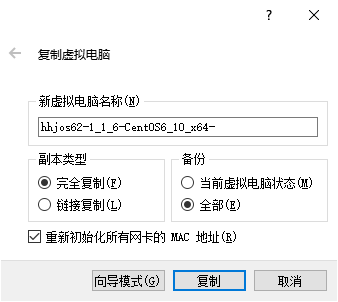 ?
复制虚拟电脑
新虚拟电脑名称(N)
hhjos62-1_1_6-CentOS6_10_x64-
副本类型
备份
完全复制(F)
当前虚拟电脑状态(M)
链接复制(L)
全部(E)
重新初始化所有网卡的 MAC 地址(R)
向导模式(G)
复制
取消